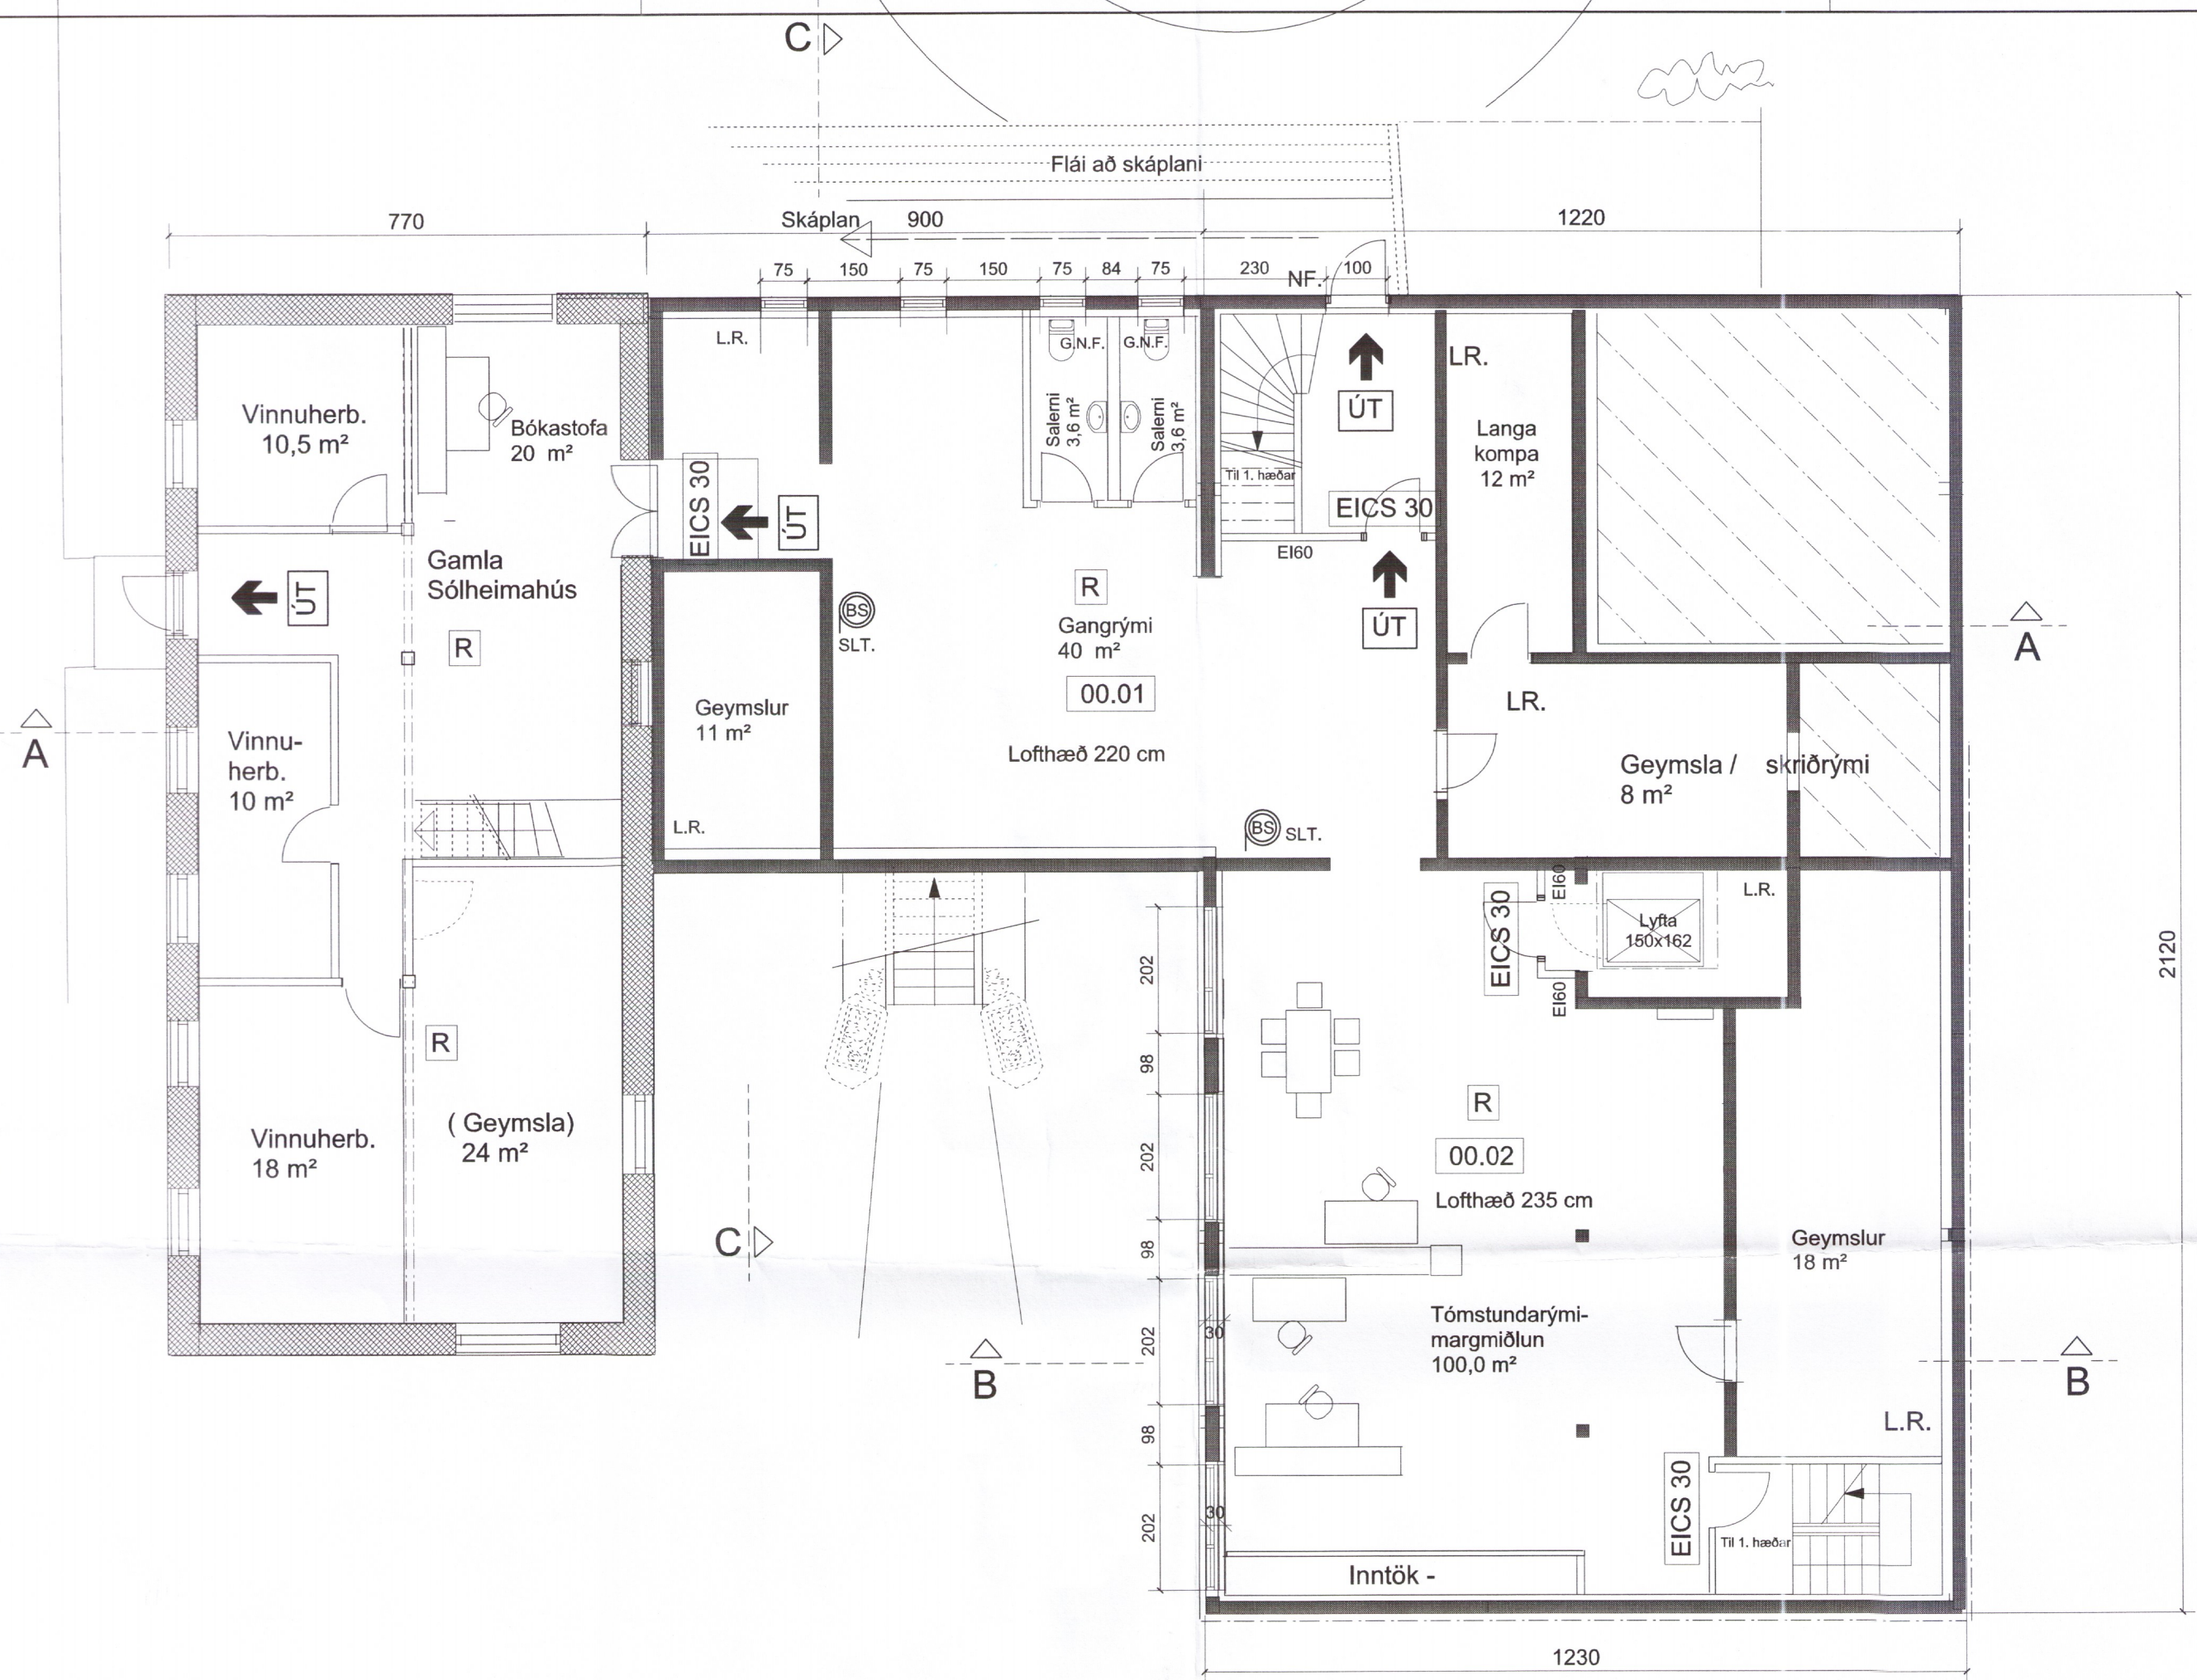 C
Flái að skáplani
770
Skáplan
900
1220
75
150
75
150
75
84
75
230
NF.
100
L.R.
G.N.F.
G.N.F.
LR.
Vinnuherb.
10,5 m²
Bókastofa
20 m²
Salerni
3,6 m²
Salerni
3,6 m²
ÚT
Langa
kompa
12 m²
Til 1. hæðar
EICS 30
ÚT
EICS 30
EI60
Gamla
Sólheimahús
ÚT
R
BS
SLT.
R
Gangrými
40 m²
ÚT
A
R
00.01
LR.
Geymslur
11 m²
A
Vinnu-
herb.
10 m²
Lofthæð 220 cm
Geymsla / skriðrými
8 m²
L.R.
BS
SLT.
EI60
EICS 30
L.R.
Lyfta
150x162
EI60
202
2120
R
98
R
Vinnuherb.
18 m²
( Geymsla)
24 m²
202
00.02
Lofthæð 235 cm
C
98
Geymslur
18 m²
Tómstundarými-
margmiðlun
100,0 m²
30
202
B
B
98
L.R.
EICS 30
30
202
Til 1. hæðar
Inntök -
1230